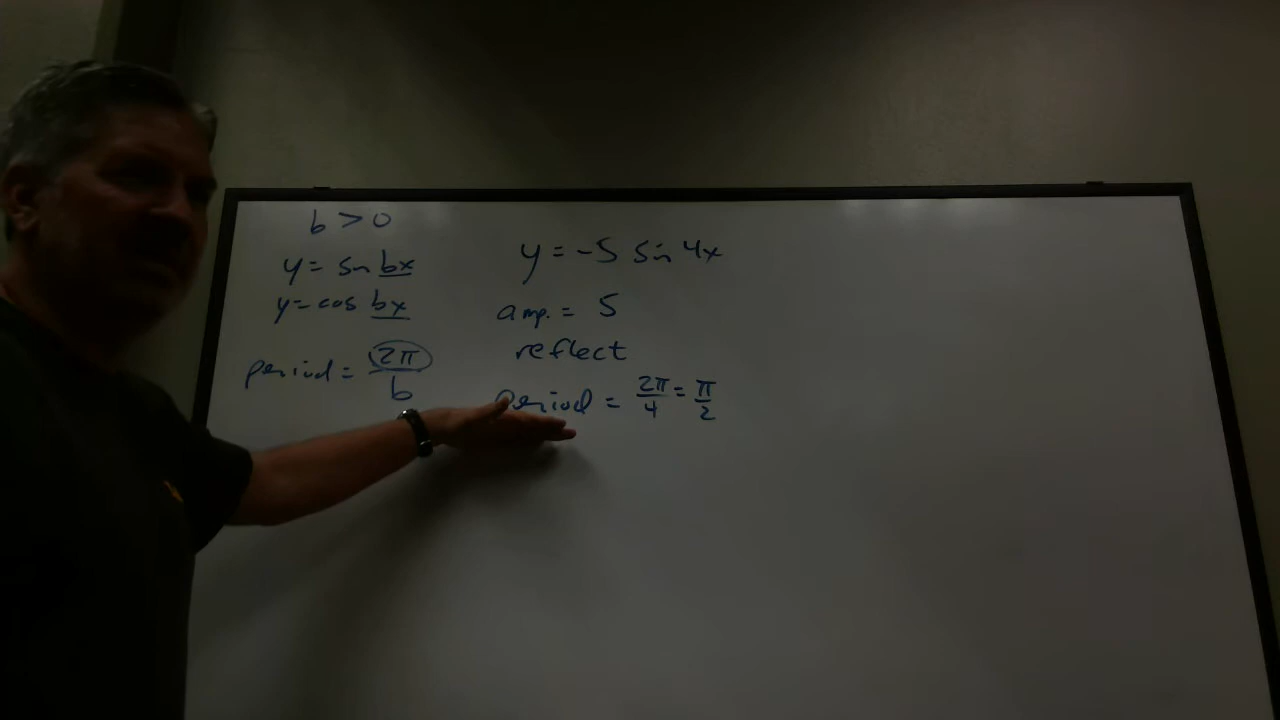 b > 0
y = sin bx
y = cos bx
period = 2π/b
y = -5 sin 4x
amp. = 5
reflect
period = 2π/4 = π/2